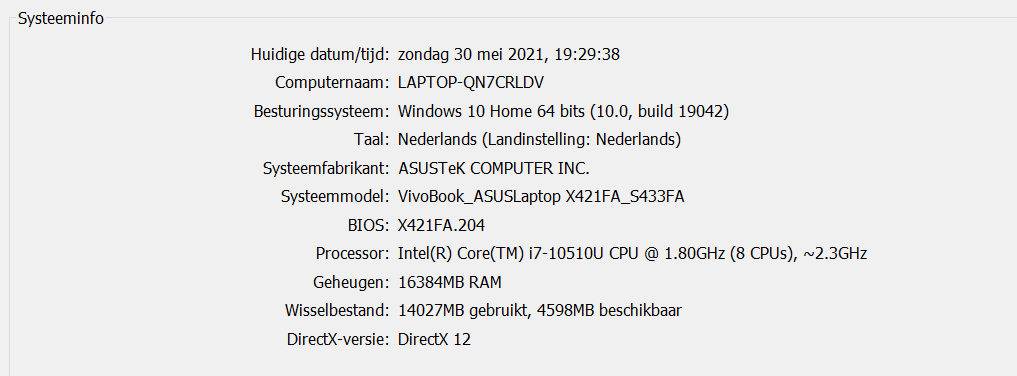 Systeeminfo
Huidige datum/tijd: zondag 30 mei 2021, 19:29:38
Computernaam: LAPTOP-QN7CRLDV
Besturingssysteem: Windows 10 Home 64 bits (10.0, build 19042)
Taal: Nederlands (Landinstelling: Nederlands)
Systeemfabrikant: ASUSTeK COMPUTER INC.
Systeemmodel: VivoBook_ASUSLaptop X421FA_S433FA
BIOS: X421FA.204
Processor: Intel(R) Core(TM) i7-10510U CPU @ 1.80GHz (8 CPUs), ~2.3GHz
Geheugen: 16384MB RAM
Wisselbestand: 14027MB gebruikt, 4598MB beschikbaar
DirectX-versie: DirectX 12